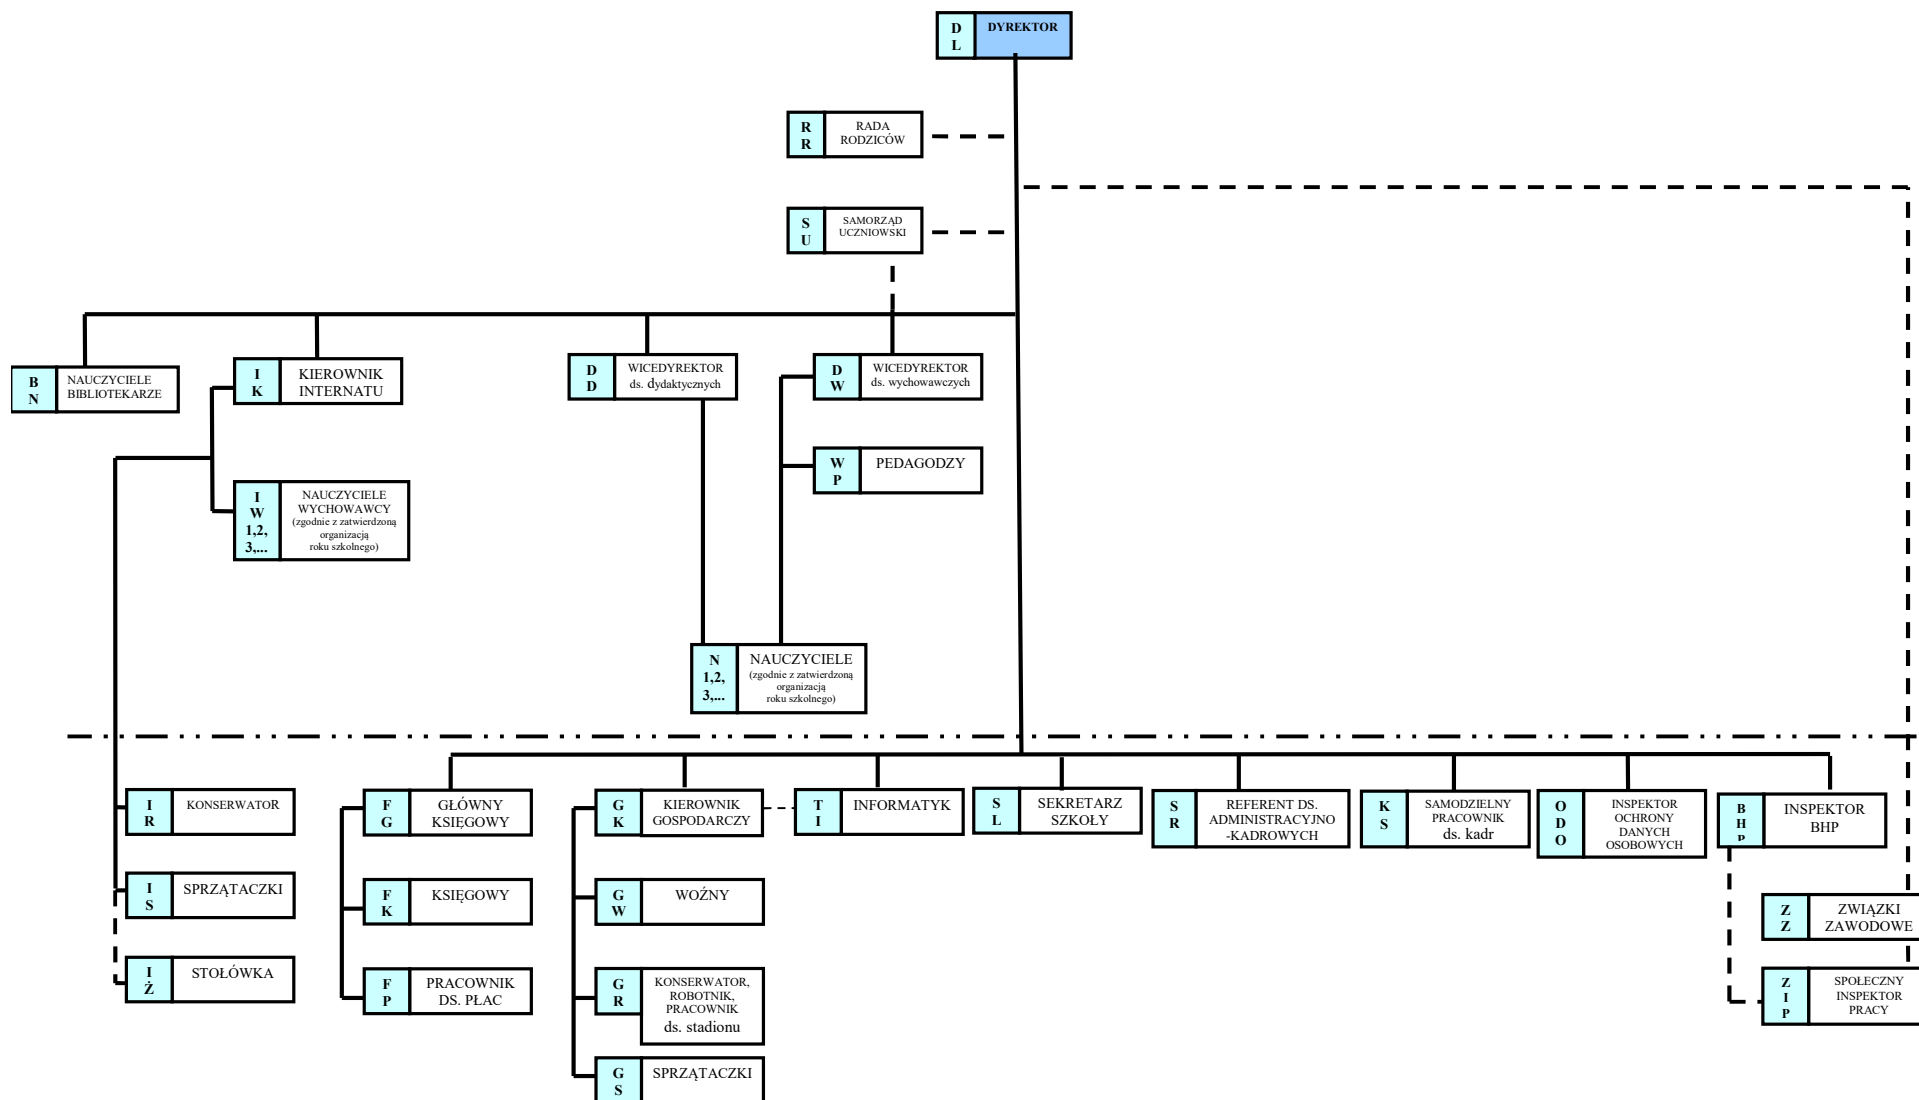 D
L
DYREKTOR
R
R
RADA
RODZICÓW
S
U
SAMORZĄD
UCZNIOWSKI
B
N
NAUCZYCIELE
BIBLIOTEKARZE
I
K
KIEROWNIK
INTERNATU
D
D
WICEDYREKTOR
ds. dydaktycznych
D
W
WICEDYREKTOR
ds. wychowawczych
W
P
PEDAGODZY
I
W
1,2,
3,...
NAUCZYCIELE
WYCHOWAWCY
(zgodnie z zatwierdzoną
organizacją
roku szkolnego)
N
1,2,
3,...
NAUCZYCIELE
(zgodnie z zatwierdzoną
organizacją
roku szkolnego)
I
R
KONSERWATOR
F
G
GŁÓWNY
KSIĘGOWY
G
K
KIEROWNIK
GOSPODARCZY
T
I
INFORMATYK
S
L
SEKRETARZ
SZKOŁY
S
R
REFERENT DS.
ADMINISTRACYJNO
-KADROWYCH
K
S
SAMODZIELNY
PRACOWNIK
ds. kadr
O
D
O
INSPEKTOR
OCHRONY
DANYCH
OSOBOWYCH
B
H
P
INSPEKTOR
BHP
I
S
SPRZĄTACZKI
F
K
KSIĘGOWY
G
W
WOŹNY
Z
Z
ZWIĄZKI
ZAWODOWE
I
Ż
STOŁÓWKA
F
P
PRACOWNIK
DS. PŁAC
G
R
KONSERWATOR,
ROBOTNIK,
PRACOWNIK
ds. stadionu
Z
I
P
SPOŁECZNY
INSPEKTOR
PRACY
G
S
SPRZĄTACZKI